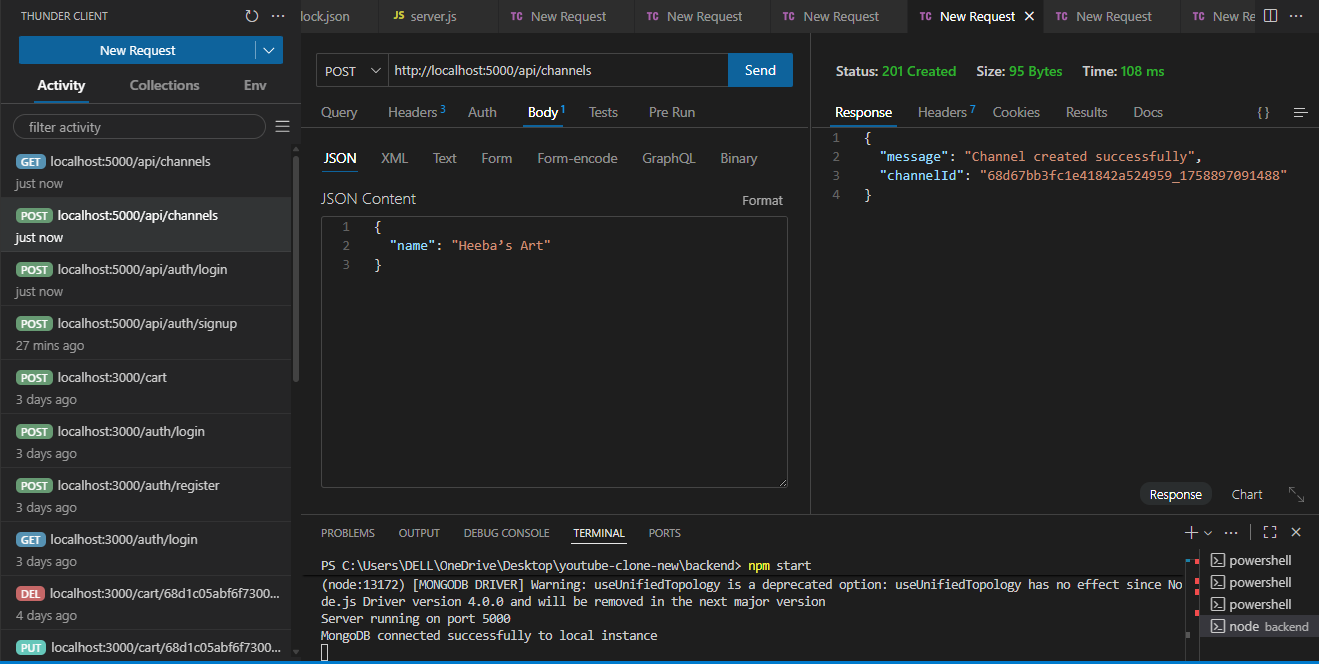 THUNDER CLIENT
New Request
Activity Collections Env
filter activity
GET localhost:5000/api/channels
just now
POST localhost:5000/api/channels
just now
POST localhost:5000/api/auth/login
just now
POST localhost:5000/api/auth/signup
27 mins ago
POST localhost:3000/cart
3 days ago
POST localhost:3000/auth/login
3 days ago
POST localhost:3000/auth/register
3 days ago
GET localhost:3000/auth/login
3 days ago
DEL localhost:3000/cart/68d1c05abf6f7300...
4 days ago
PUT localhost:3000/cart/68d1c05abf6f7300...
lock.json JS server.js TC New Request TC New Request TC New Request TC New Request TC New Request TC New Re
POST http://localhost:5000/api/channels Send
Query Headers 3 Auth Body 1 Tests Pre Run
JSON XML Text Form Form-encode GraphQL Binary
JSON Content Format
1 {
2 "name": "Heeba’s Art"
3 }
Status: 201 Created Size: 95 Bytes Time: 108 ms
Response Headers 7 Cookies Results Docs { }
1 {
2 "message": "Channel created successfully",
3 "channelId": "68d67bb3fc1e41842a524959_1758897091488"
4 }
Response Chart
PROBLEMS OUTPUT DEBUG CONSOLE TERMINAL PORTS
PS C:\Users\DELL\OneDrive\Desktop\youtube-clone-new\backend> npm start
(node:13172) [MONGODB DRIVER] Warning: useUnifiedTopology is a deprecated option: useUnifiedTopology has no effect since No
de.js Driver version 4.0.0 and will be removed in the next major version
Server running on port 5000
MongoDB connected successfully to local instance
powershell
powershell
powershell
node backend